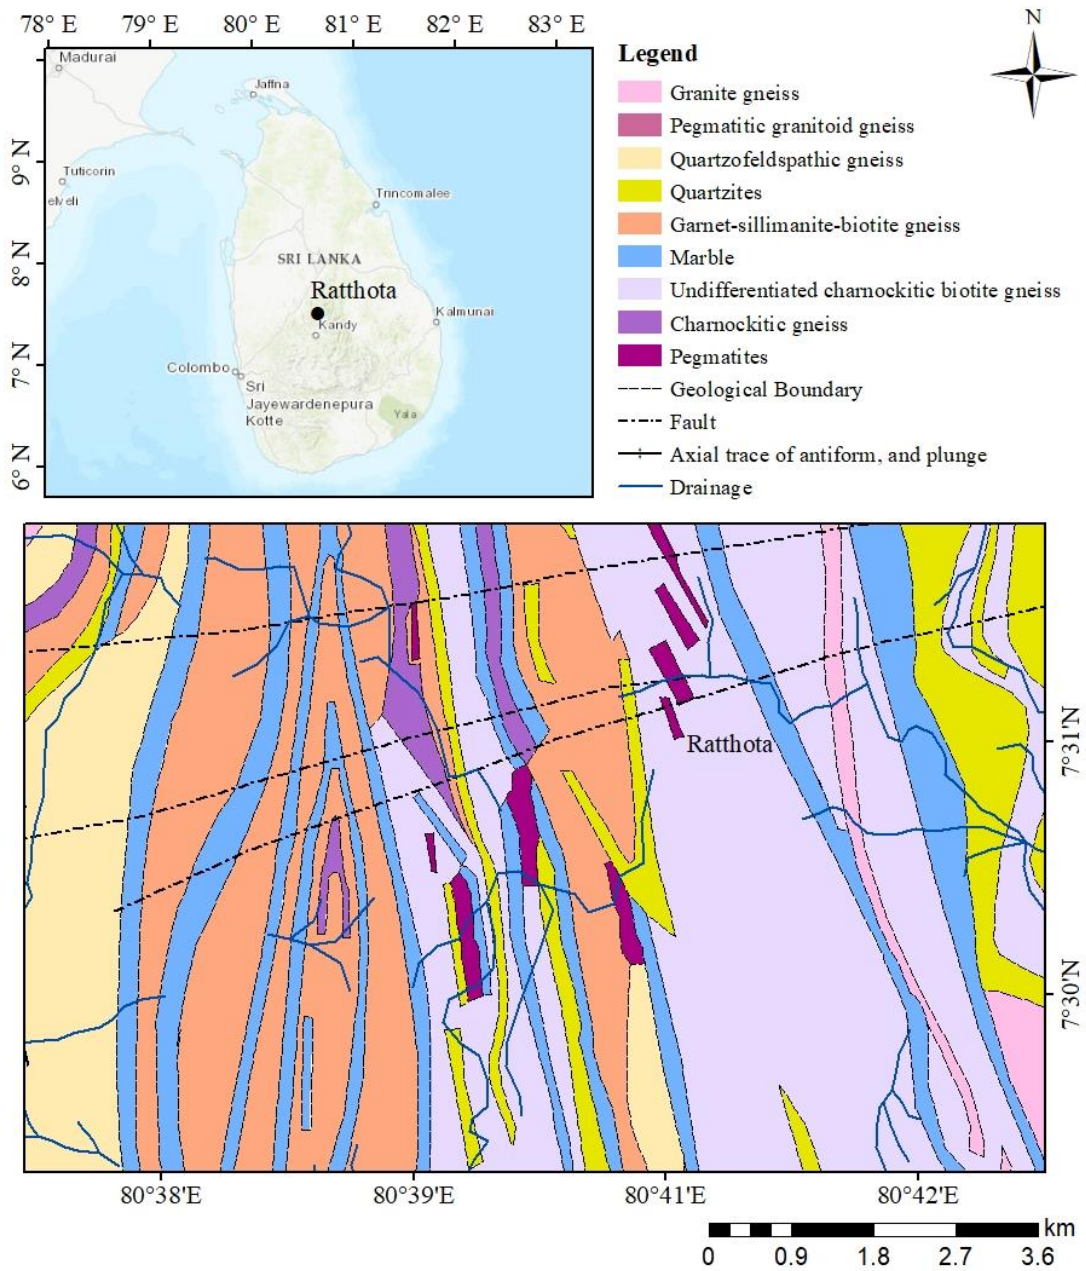 78° E 79° E 80° E 81° E 82° E 83° E
N
Madurai
Jaffna
9° N
Tuticorin
elveli
Trincomalee
8° N
SRI LANKA
Ratthota
Kalmunai
Kandy
7° N
Colombo
Sri
Jayewardenepura
Kotte
Yala
6° N
Legend
Granite gneiss
Pegmatitic granitoid gneiss
Quartzofeldspathic gneiss
Quartzites
Garnet-sillimanite-biotite gneiss
Marble
Undifferentiated charnockitic biotite gneiss
Charnockitic gneiss
Pegmatites
Geological Boundary
Fault
Axial trace of antiform, and plunge
Drainage
Ratthota
7°31'N
7°30'N
80°38'E 80°39'E 80°41'E 80°42'E
km
0 0.9 1.8 2.7 3.6